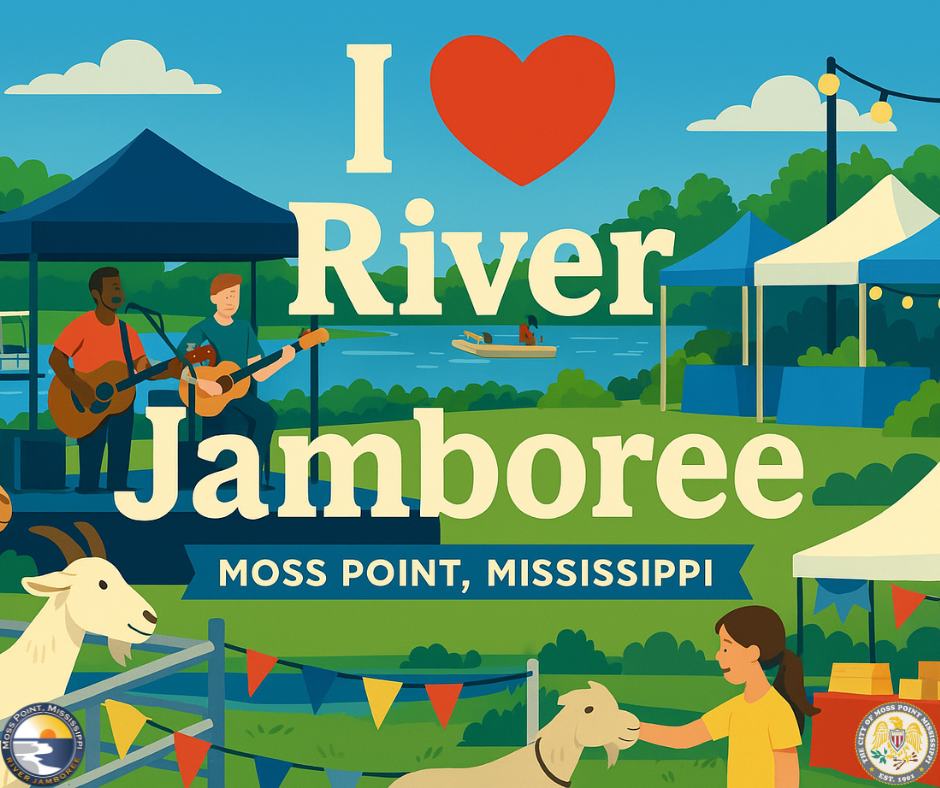 I
River
Jamboree
MOSS POINT, MISSISSIPPI
MOSS POINT, MISSISSIPPI
RIVER JAMBOREE
THE CITY OF MOSS POINT MISSISSIPPI
EST. 1901